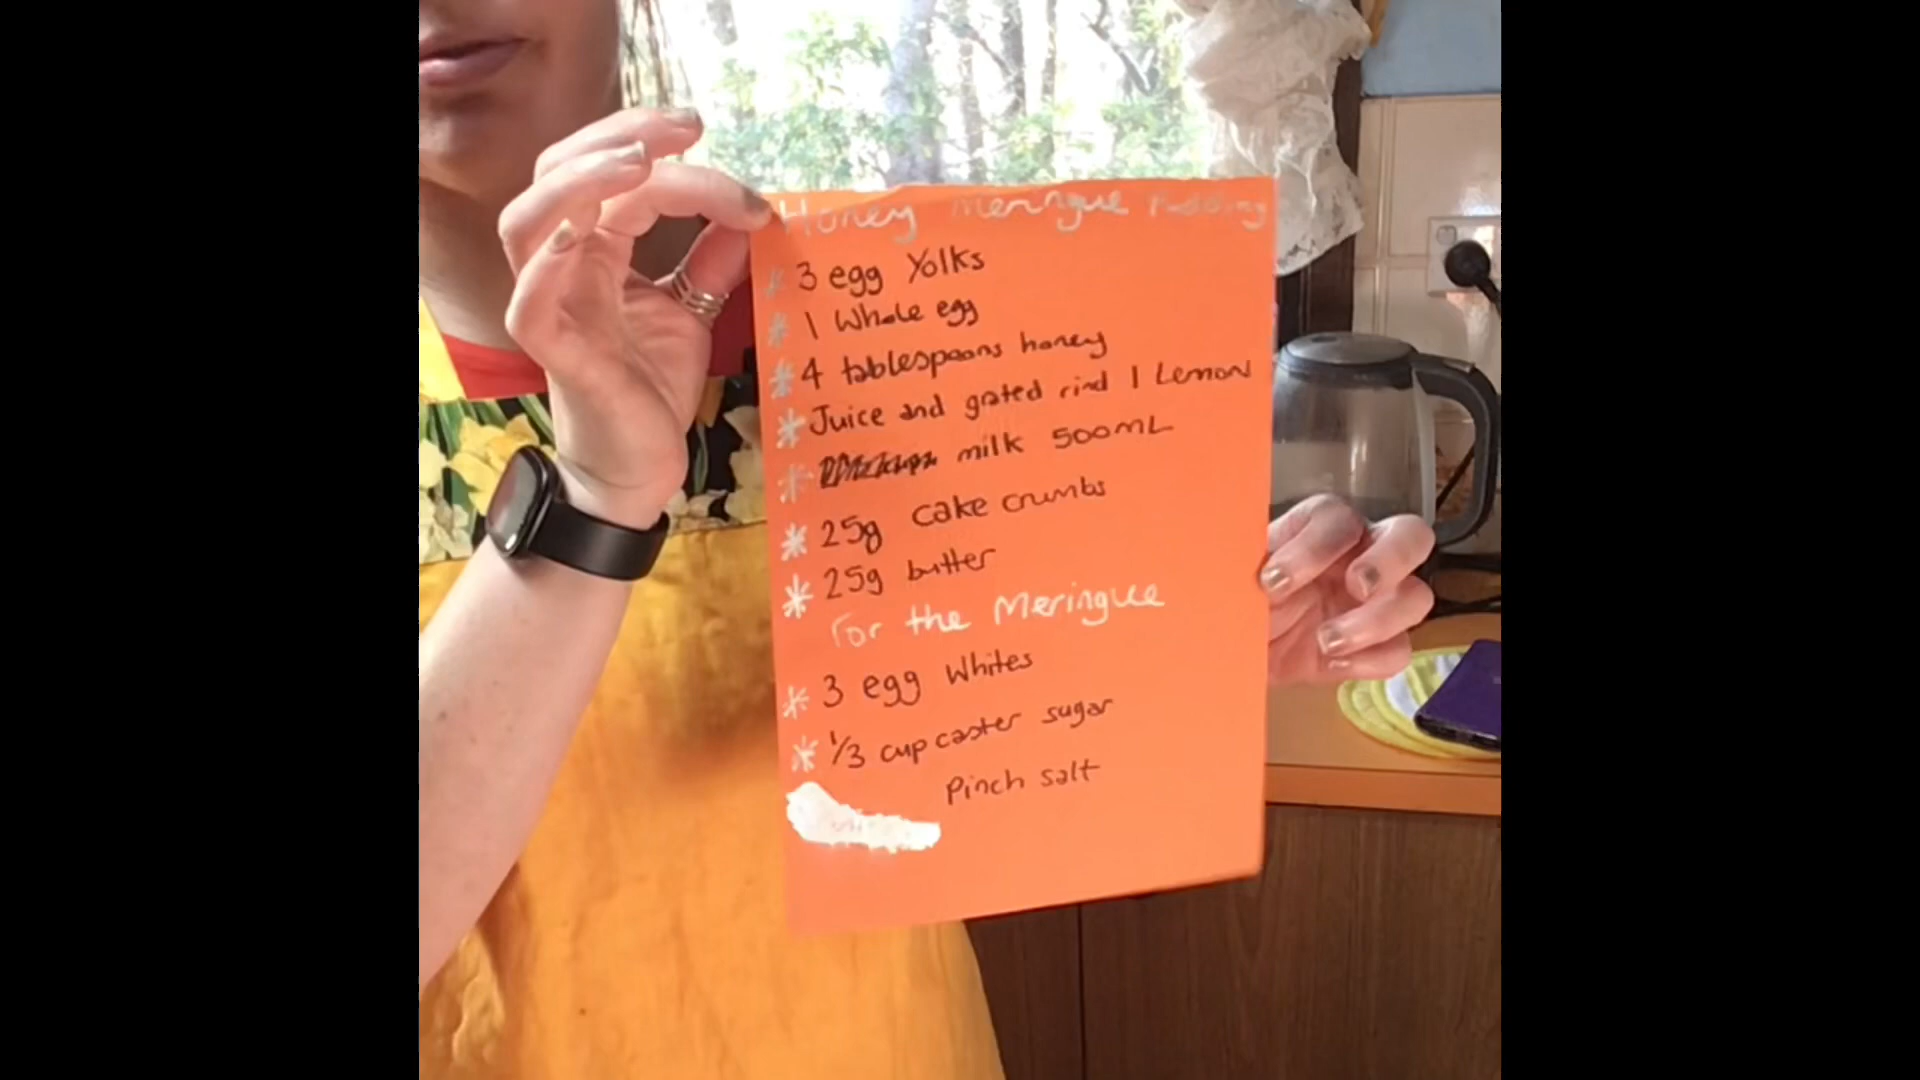 Honey Meringue Pudding
* 3 egg Yolks
* 1 Whole egg
* 4 tablespoons honey
* Juice and grated rind 1 Lemon
* milk 500mL
* 25g cake crumbs
* 25g butter
For the Meringue
* 3 egg Whites
* 1/3 cup caster sugar
Pinch salt